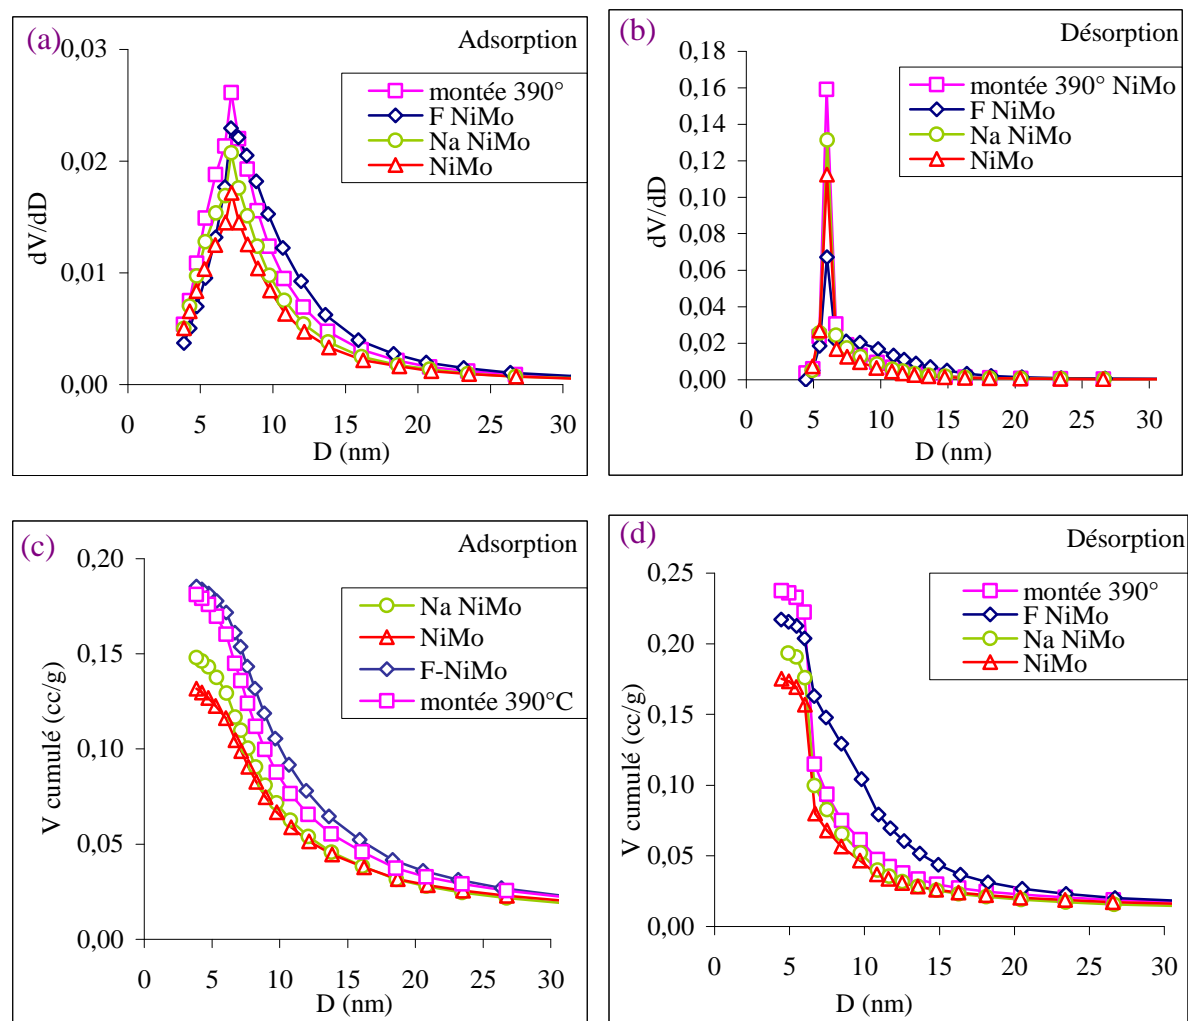 (a)
Adsorption
0,03
0,02
0,01
0,00
dV/dD
montée 390°
F NiMo
Na NiMo
NiMo
0 5 10 15 20 25 30
D (nm)
(b)
Désorption
0,18
0,16
0,14
0,12
0,10
0,08
0,06
0,04
0,02
0,00
dV/dD
montée 390° NiMo
F NiMo
Na NiMo
NiMo
0 5 10 15 20 25 30
D (nm)
(c)
Adsorption
0,20
0,15
0,10
0,05
0,00
V cumulé (cc/g)
Na NiMo
NiMo
F-NiMo
montée 390°C
0 5 10 15 20 25 30
D (nm)
(d)
Désorption
0,25
0,20
0,15
0,10
0,05
0,00
V cumulé (cc/g)
montée 390°
F NiMo
Na NiMo
NiMo
0 5 10 15 20 25 30
D (nm)